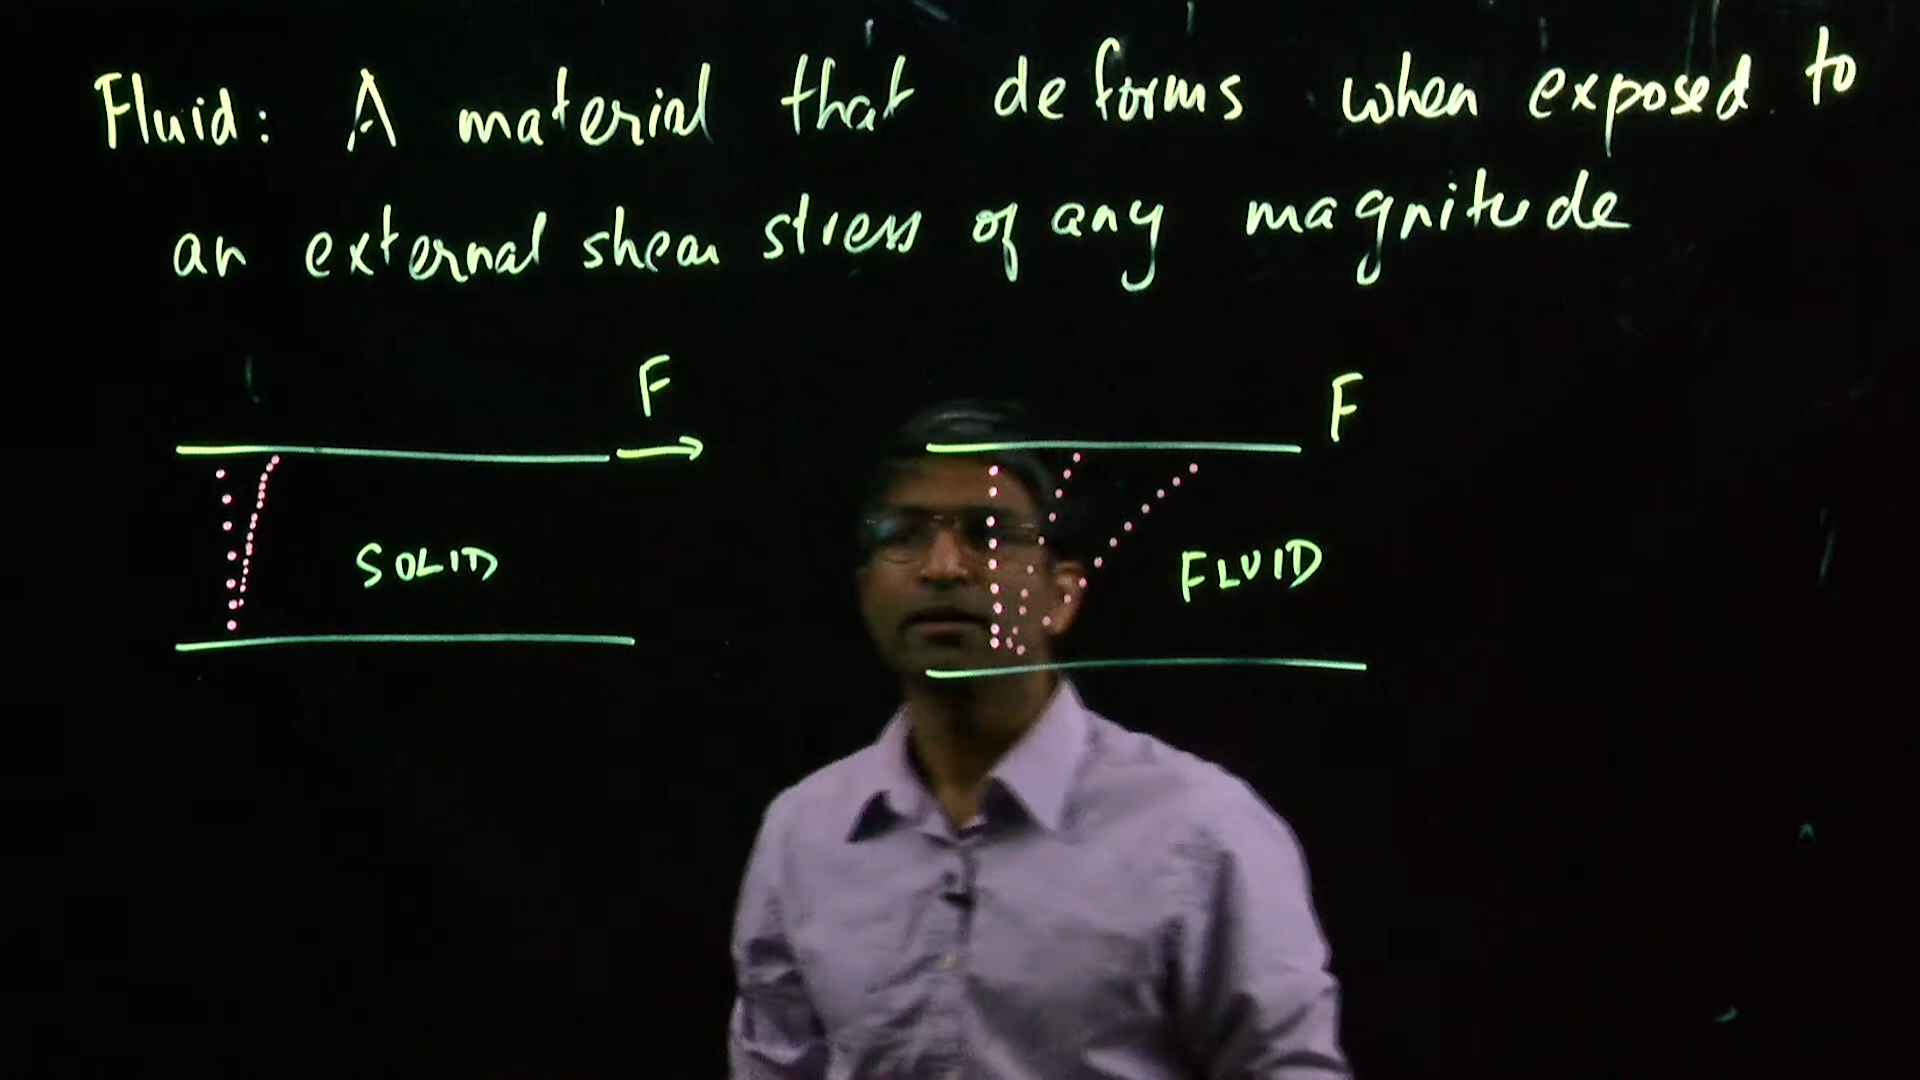 Fluid: A material that deforms when exposed to
an external shear stress of any magnitude
F
F
SOLID
FLUID